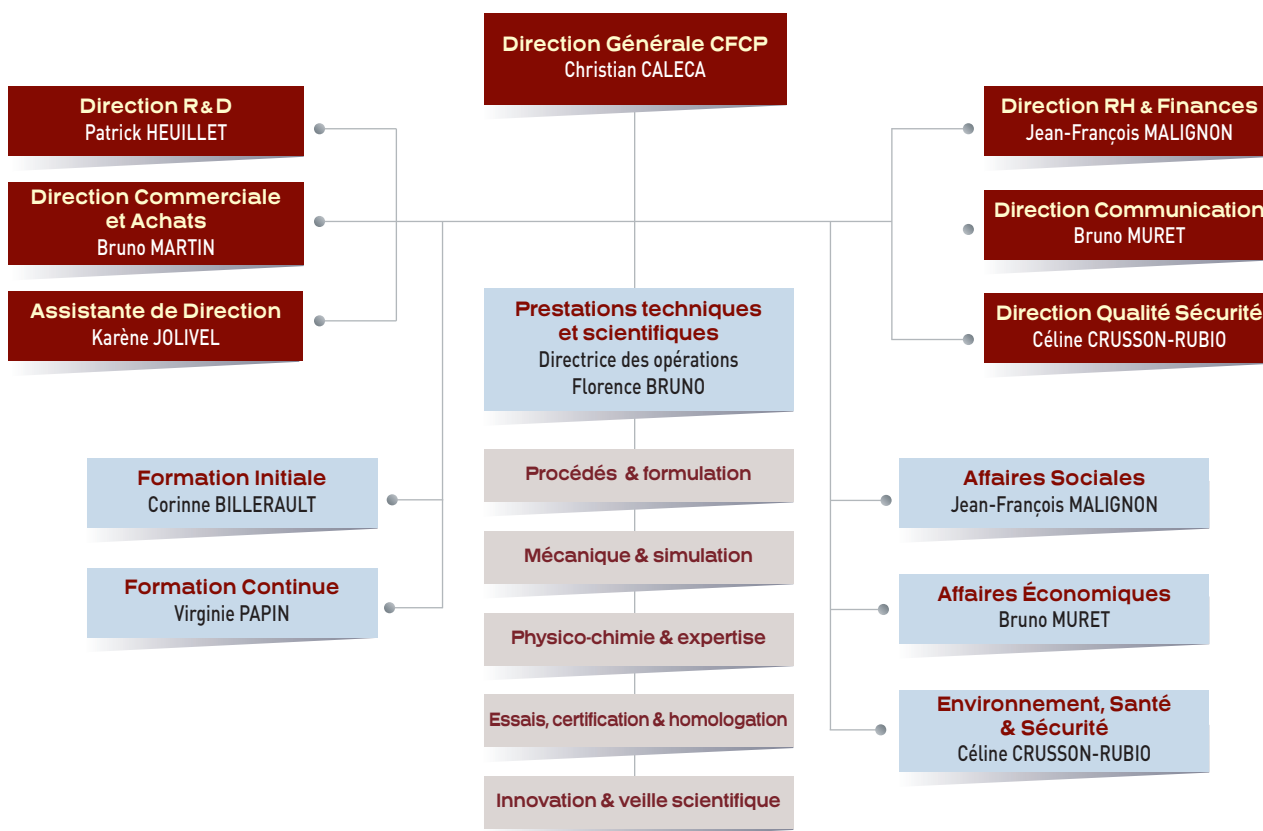 Direction Générale CFCP
Christian CALECA
Direction R&D
Patrick HEUILLET
Direction Commerciale
et Achats
Bruno MARTIN
Assistante de Direction
Karène JOLIVEL
Direction RH & Finances
Jean-François MALIGNON
Direction Communication
Bruno MURET
Direction Qualité Sécurité
Céline CRUSSON-RUBIO
Prestations techniques
et scientifiques
Directrice des opérations
Florence BRUNO
Procédés & formulation
Mécanique & simulation
Physico-chimie & expertise
Essais, certification & homologation
Innovation & veille scientifique
Formation Initiale
Corinne BILLERAULT
Formation Continue
Virginie PAPIN
Affaires Sociales
Jean-François MALIGNON
Affaires Économiques
Bruno MURET
Environnement, Santé
& Sécurité
Céline CRUSSON-RUBIO